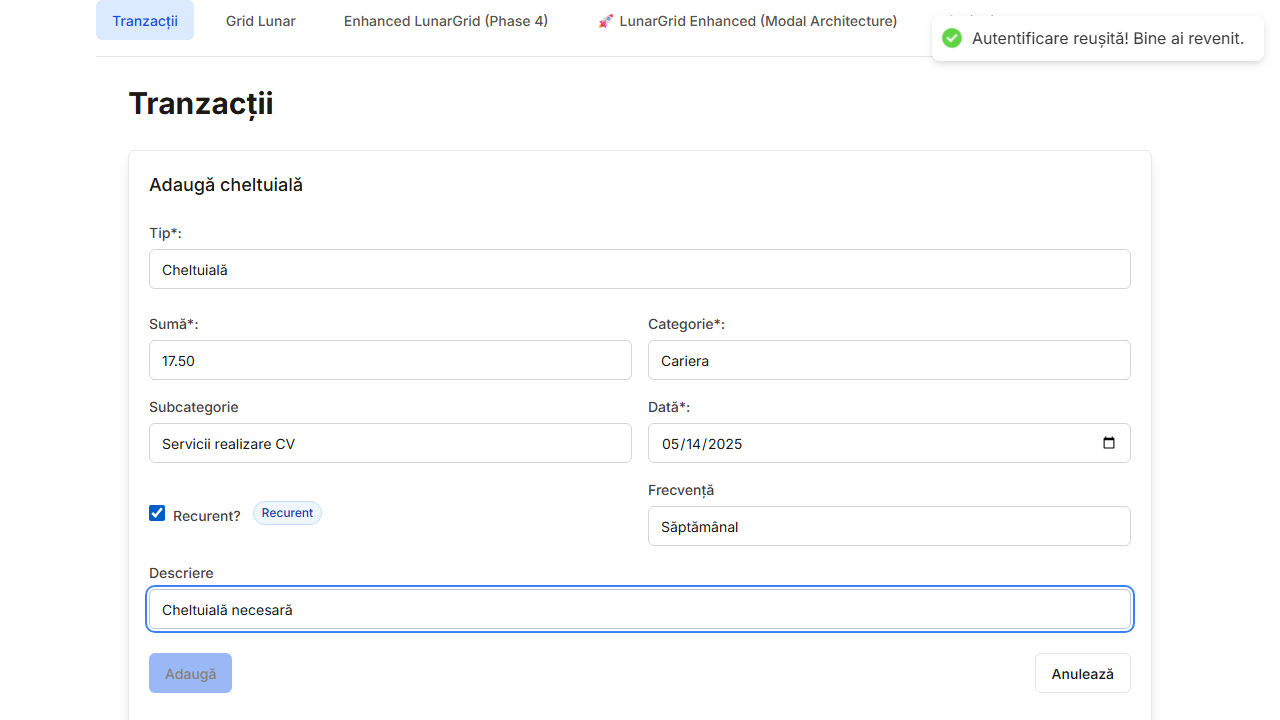 Tranzacții
Grid Lunar
Enhanced LunarGrid (Phase 4)
🚀 LunarGrid Enhanced (Modal Architecture)
Autentificare reușită! Bine ai revenit.
Tranzacții
Adaugă cheltuială
Tip*:
Cheltuială
Sumă*:
Categorie*:
17.50
Cariera
Subcategorie
Dată*:
Servicii realizare CV
05/14/2025
Frecvență
Recurent?
Recurent
Săptămânal
Descriere
Cheltuială necesară
Adaugă
Anulează